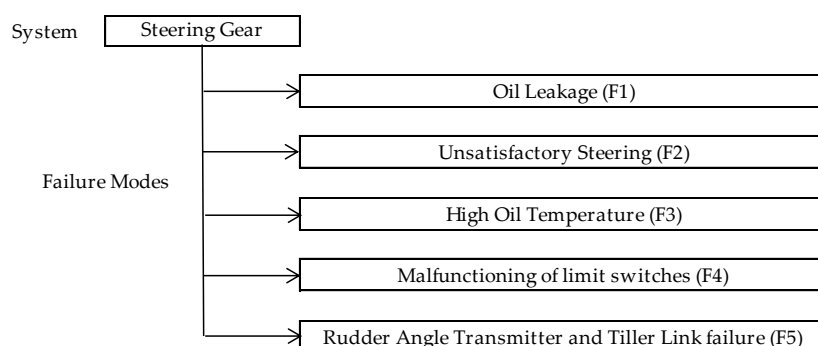 System
Steering Gear
Oil Leakage (F1)
Unsatisfactory Steering (F2)
Failure Modes
High Oil Temperature (F3)
Malfunctioning of limit switches (F4)
Rudder Angle Transmitter and Tiller Link failure (F5)